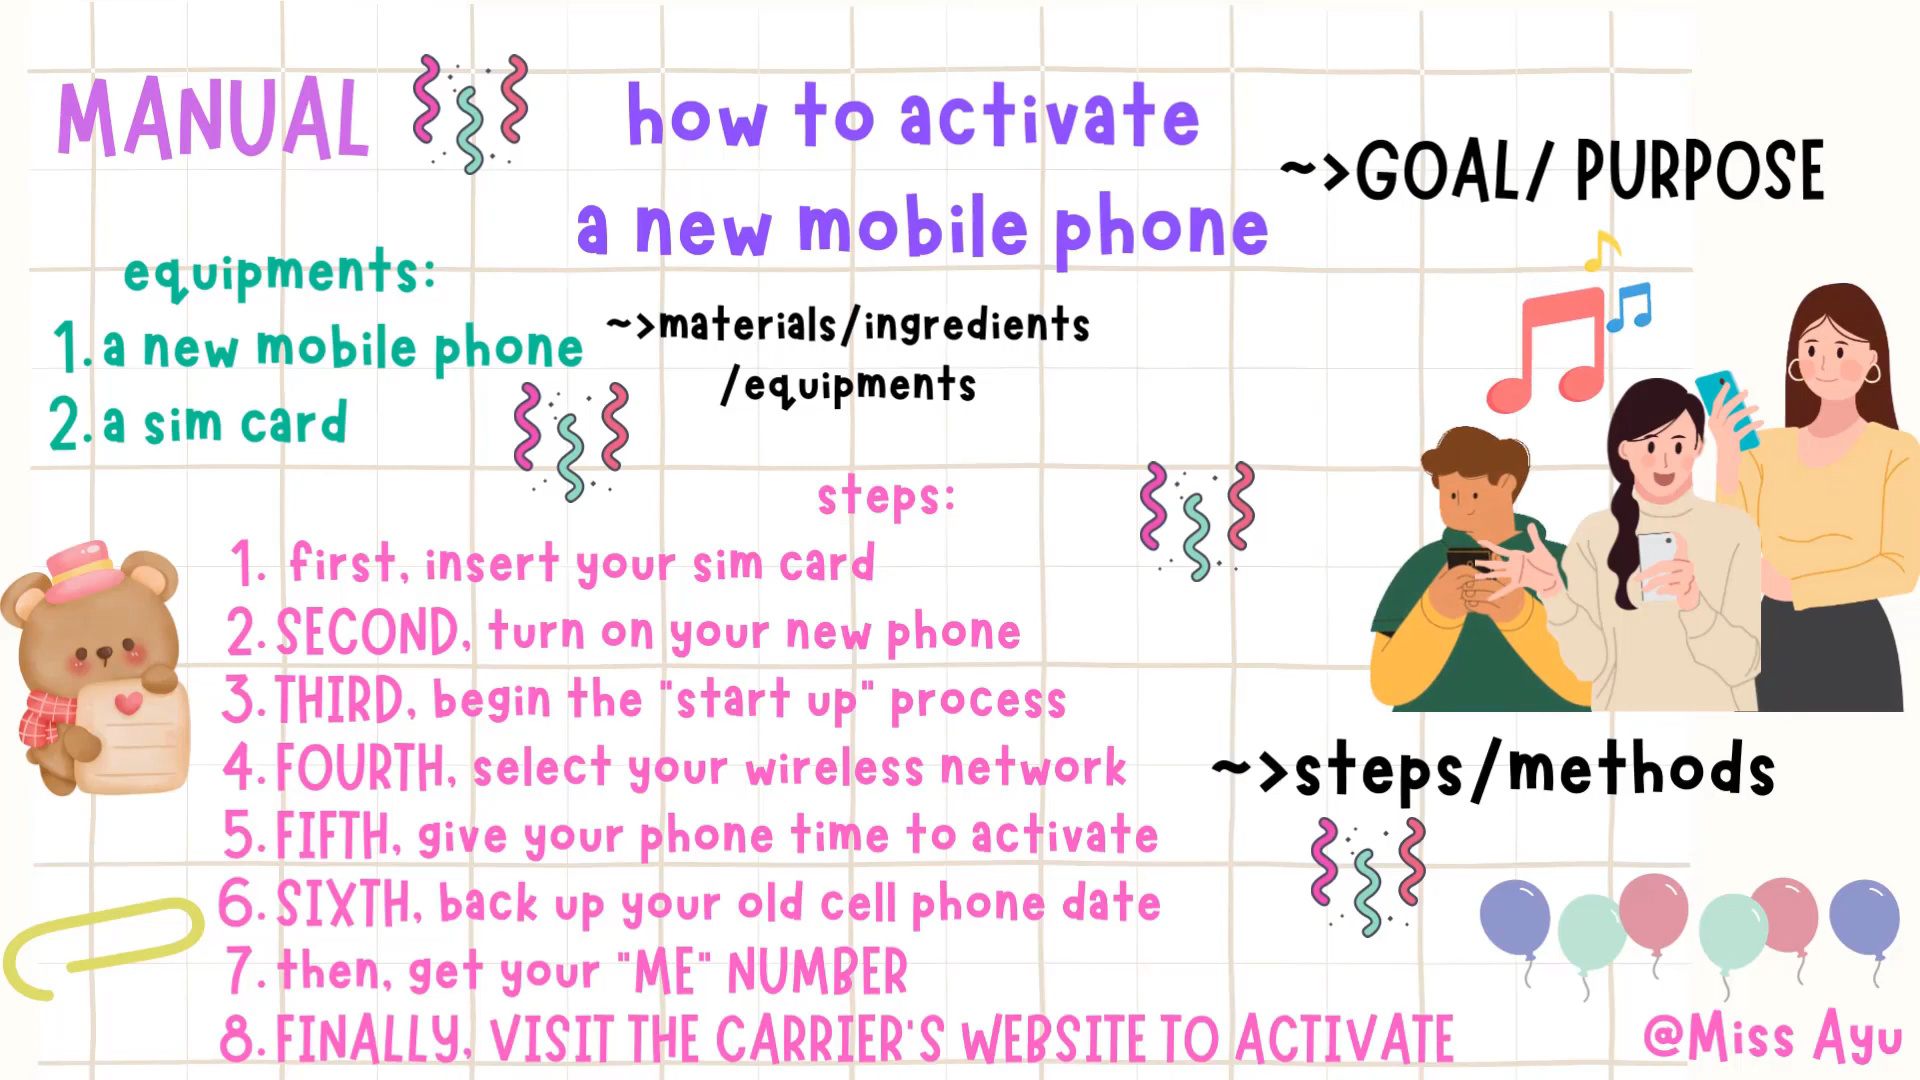 MANUAL
how to activate
a new mobile phone
~>GOAL/ PURPOSE
equipments:
1. a new mobile phone
2. a sim card
~>materials/ingredients
/equipments
steps:
1. first, insert your sim card
2. SECOND, turn on your new phone
3. THIRD, begin the "start up" process
4. FOURTH, select your wireless network
5. FIFTH, give your phone time to activate
6. SIXTH, back up your old cell phone date
7. then, get your "ME" NUMBER
8. FINALLY, VISIT THE CARRIER'S WEBSITE TO ACTIVATE
~>steps/methods
@Miss Ayu